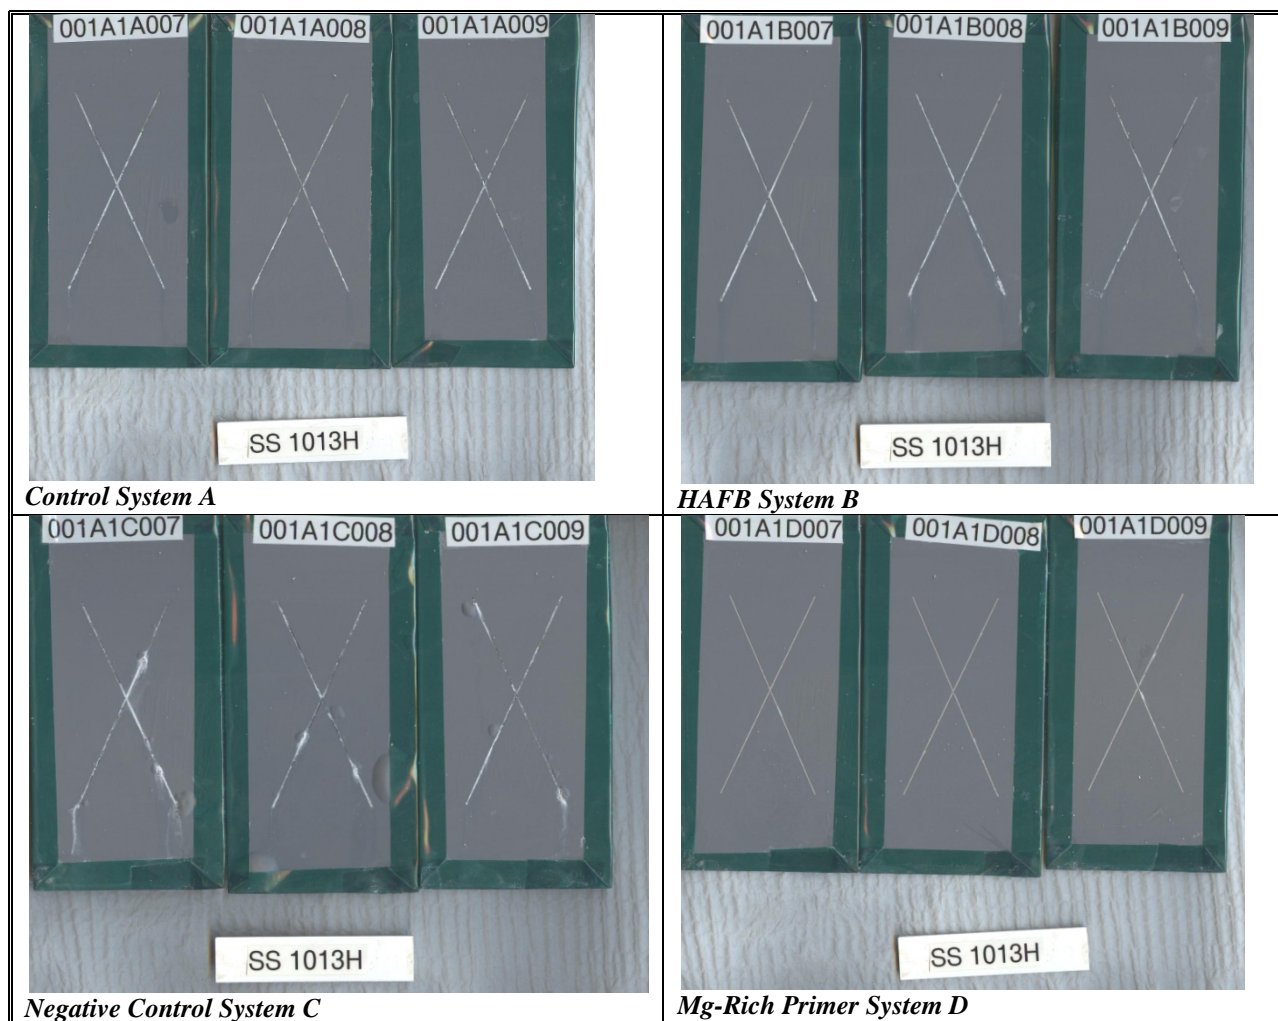 001A1A007 001A1A008 001A1A009
SS 1013H
Control System A
001A1B007 001A1B008 001A1B009
SS 1013H
HAFB System B
001A1C007 001A1C008 001A1C009
SS 1013H
Negative Control System C
001A1D007 001A1D008 001A1D009
SS 1013H
Mg-Rich Primer System D